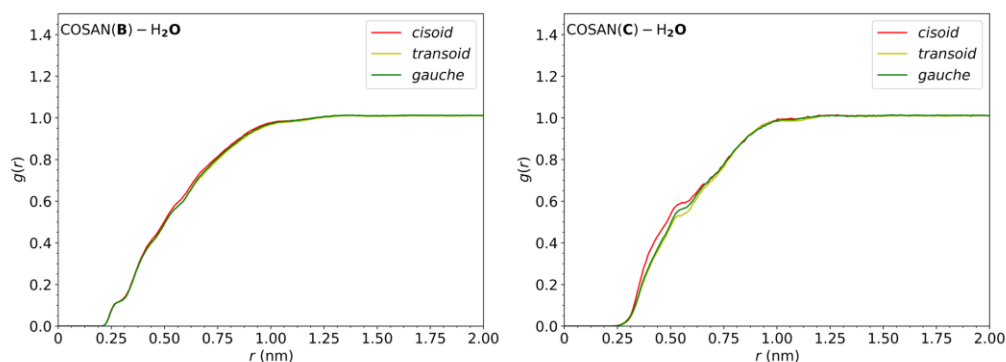 COSAN(B) − H₂O
cisoid
transoid
gauche
g(r)
1.4
1.2
1.0
0.8
0.6
0.4
0.2
0.0
0 0.25 0.50 0.75 1.00 1.25 1.50 1.75 2.00
r (nm)
COSAN(C) − H₂O
cisoid
transoid
gauche
g(r)
1.4
1.2
1.0
0.8
0.6
0.4
0.2
0.0
0 0.25 0.50 0.75 1.00 1.25 1.50 1.75 2.00
r (nm)